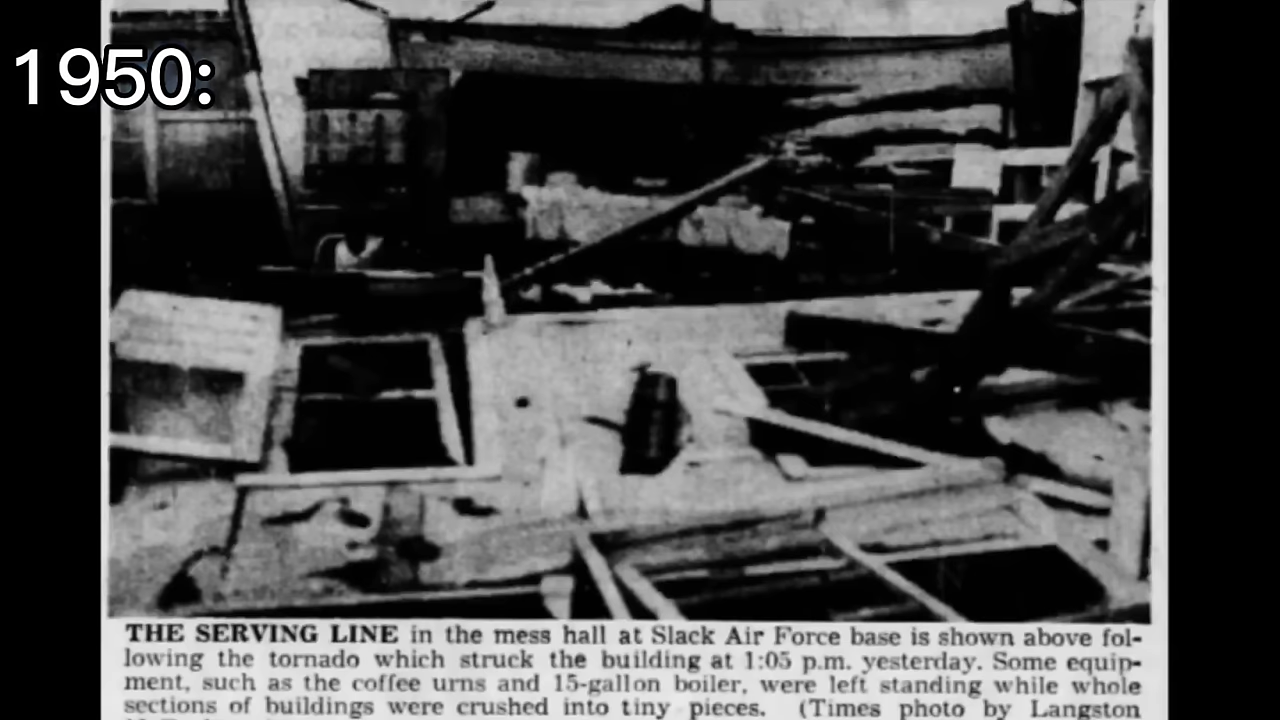 1950:
THE SERVING LINE in the mess hall at Slack Air Force base is shown above fol-
lowing the tornado which struck the building at 1:05 p.m. yesterday. Some equip-
ment, such as the coffee urns and 15-gallon boiler, were left standing while whole
sections of buildings were crushed into tiny pieces. (Times photo by Langston